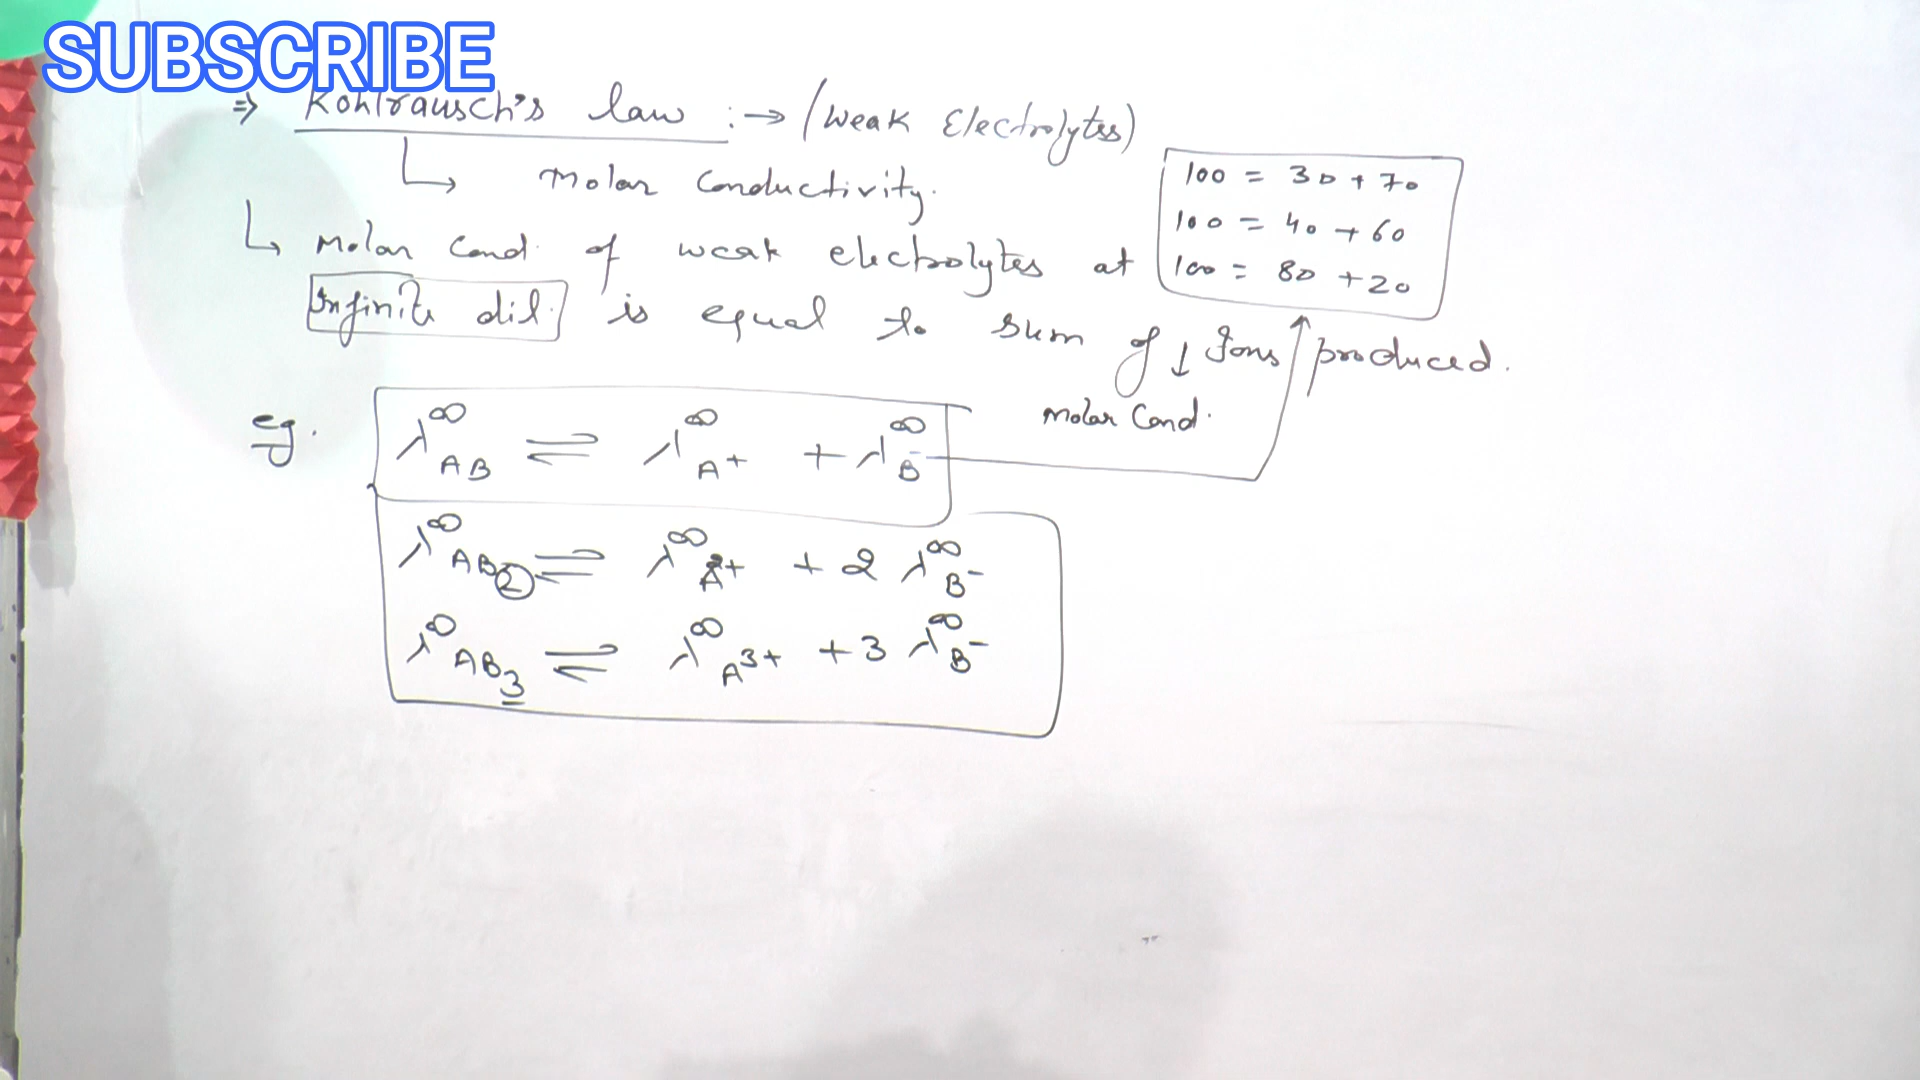 SUBSCRIBE
⇒ Kohlrausch's law :→ (Weak Electrolytes)
↳ Molar Conductivity.
↳ Molar Cond. of weak electrolytes at
Infinite dil. is equal to sum of ↓ Ions produced.
Molar Cond.
100 = 30 + 70
100 = 40 + 60
100 = 80 + 20
eg. λ^∞ AB ⇌ λ^∞ A+ + λ^∞ B-
λ^∞ AB2 ⇌ λ^∞ A2+ + 2 λ^∞ B-
λ^∞ AB3 ⇌ λ^∞ A3+ + 3 λ^∞ B-